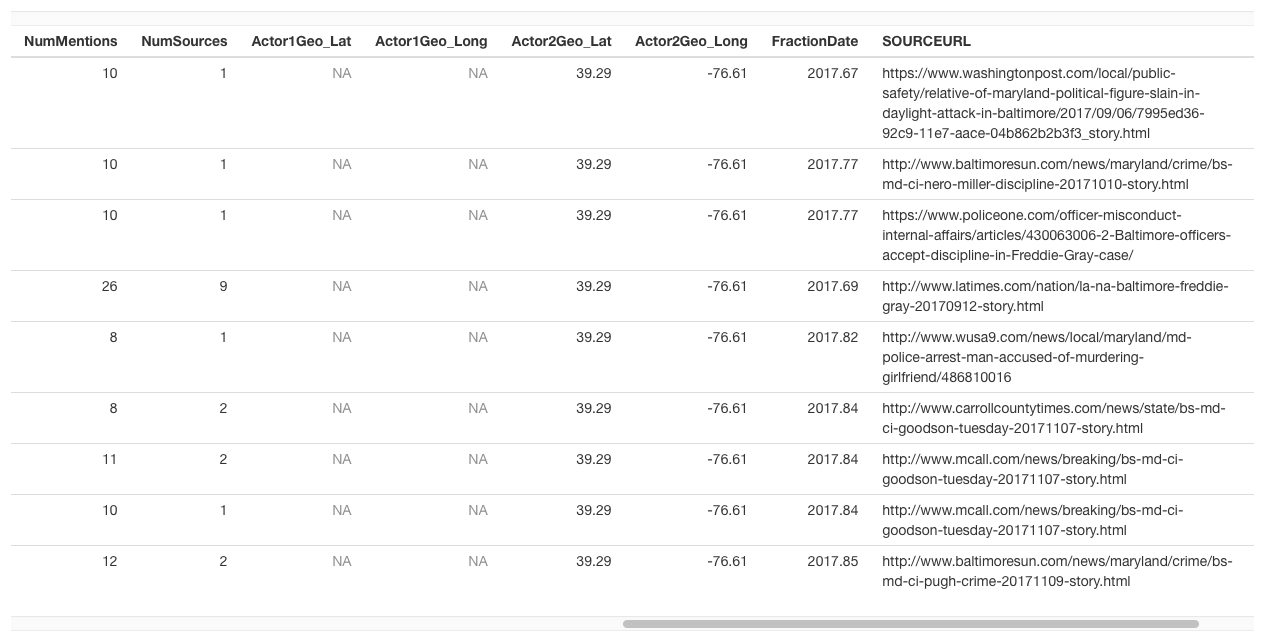 NumMentions NumSources Actor1Geo_Lat Actor1Geo_Long Actor2Geo_Lat Actor2Geo_Long FractionDate SOURCEURL
10 1 NA NA 39.29 -76.61 2017.67 https://www.washingtonpost.com/local/public-
safety/relative-of-maryland-political-figure-slain-in-
daylight-attack-in-baltimore/2017/09/06/7995ed36-
92c9-11e7-aace-04b862b2b3f3_story.html
10 1 NA NA 39.29 -76.61 2017.77 http://www.baltimoresun.com/news/maryland/crime/bs-
md-ci-nero-miller-discipline-20171010-story.html
10 1 NA NA 39.29 -76.61 2017.77 https://www.policeone.com/officer-misconduct-
internal-affairs/articles/430063006-2-Baltimore-officers-
accept-discipline-in-Freddie-Gray-case/
26 9 NA NA 39.29 -76.61 2017.69 http://www.latimes.com/nation/la-na-baltimore-freddie-
gray-20170912-story.html
8 1 NA NA 39.29 -76.61 2017.82 http://www.wusa9.com/news/local/maryland/md-
police-arrest-man-accused-of-murdering-
girlfriend/486810016
8 2 NA NA 39.29 -76.61 2017.84 http://www.carrollcountytimes.com/news/state/bs-md-
ci-goodson-tuesday-20171107-story.html
11 2 NA NA 39.29 -76.61 2017.84 http://www.mcall.com/news/breaking/bs-md-ci-
goodson-tuesday-20171107-story.html
10 1 NA NA 39.29 -76.61 2017.84 http://www.mcall.com/news/breaking/bs-md-ci-
goodson-tuesday-20171107-story.html
12 2 NA NA 39.29 -76.61 2017.85 http://www.baltimoresun.com/news/maryland/crime/bs-
md-ci-pugh-crime-20171109-story.html